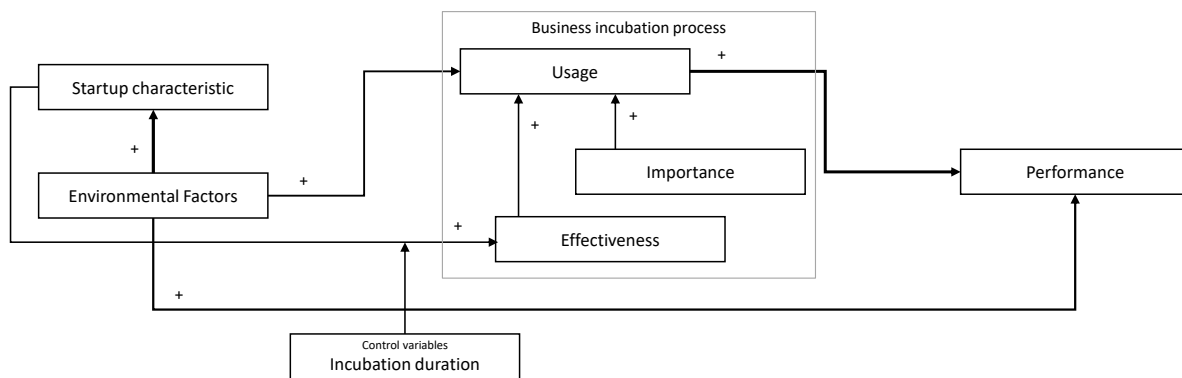 Business incubation process
+
Usage
Startup characteristic
+
+
Importance
+
Environmental Factors
Performance
+
Effectiveness
+
Control variables
Incubation duration